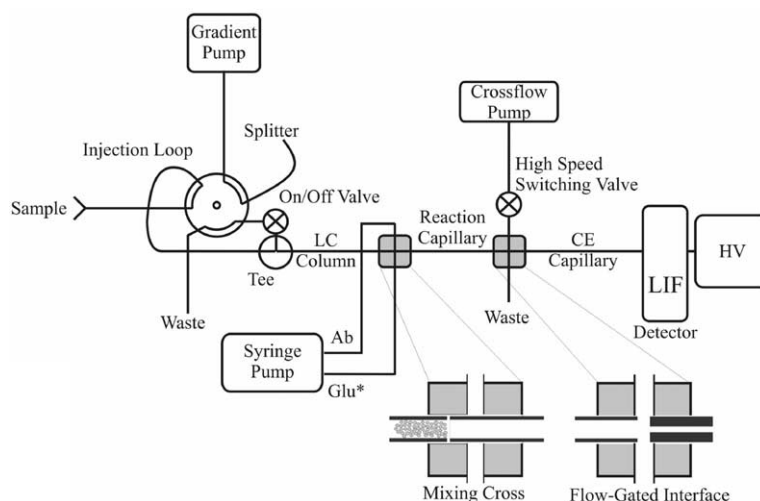 Gradient
Pump
Crossflow
Pump
Injection Loop
Splitter
High Speed
Switching Valve
On/Off Valve
Sample
Reaction
Capillary
LC
Column
CE
Capillary
HV
LIF
Tee
Waste
Waste
Detector
Ab
Syringe
Pump
Glu*
Mixing Cross
Flow-Gated Interface